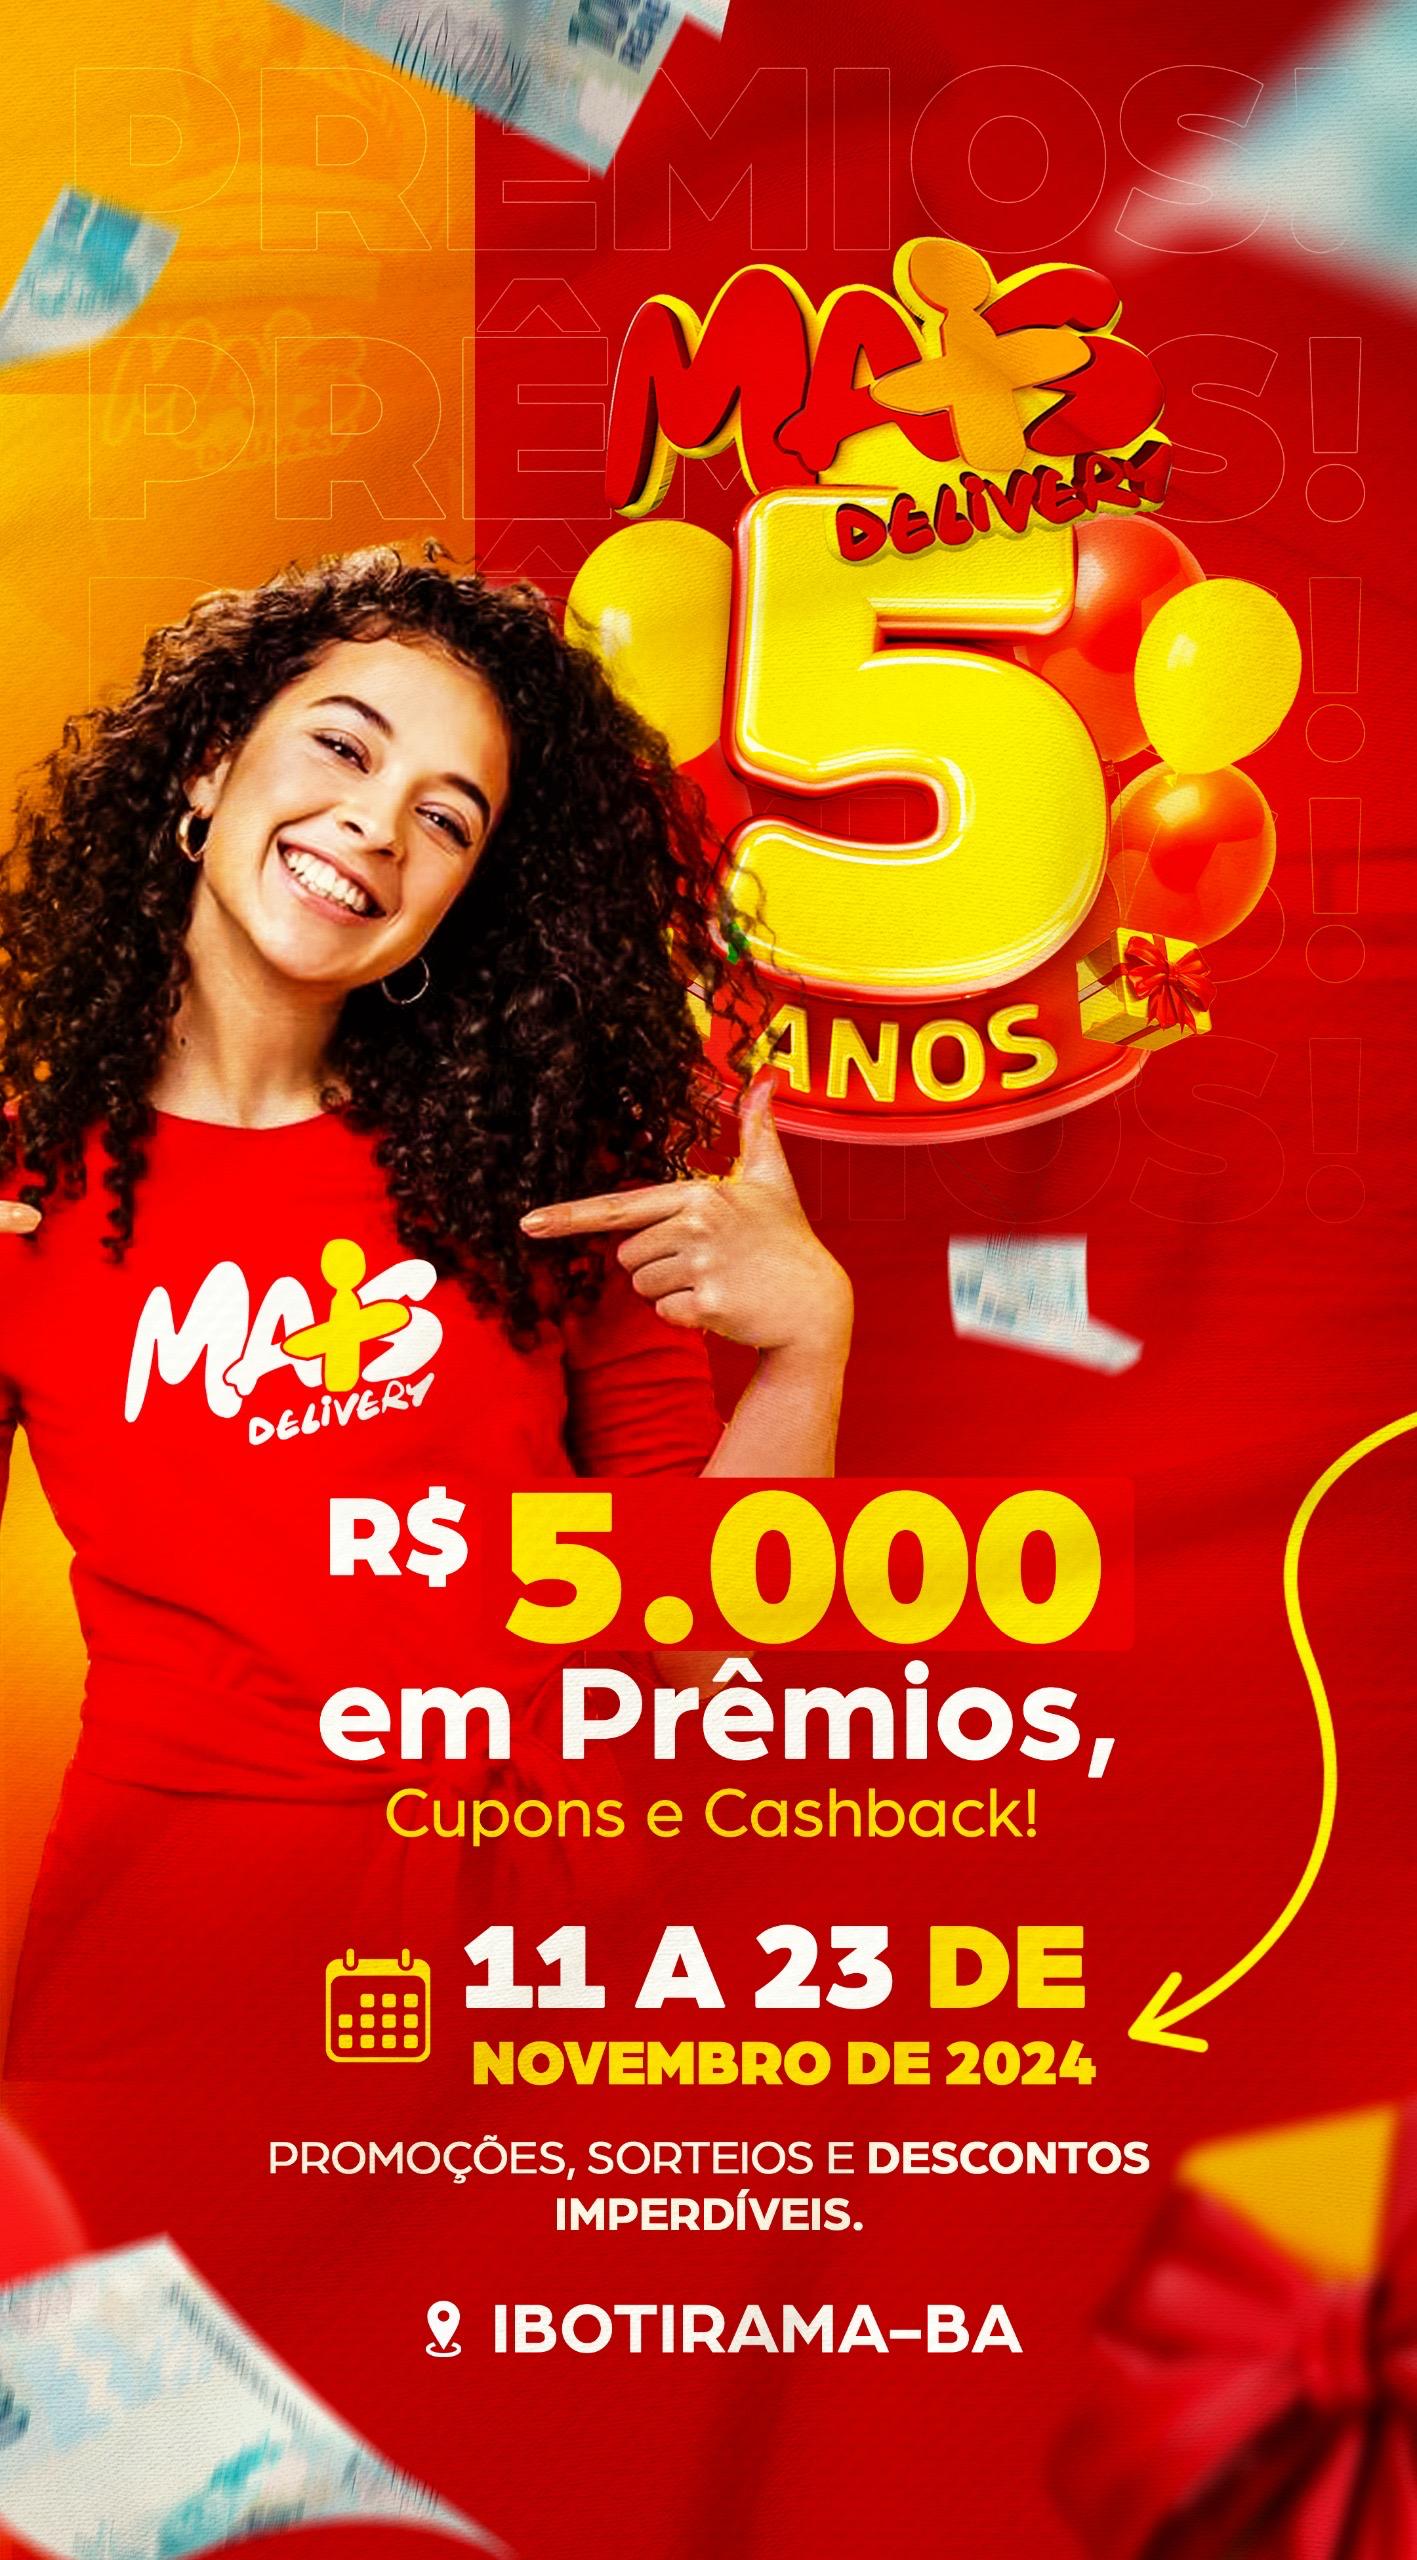 PRÊMIOS!
PRÊMIOS!
MAIS
DELIVERY
5
ANOS
MAIS
DELIVERY
R$ 5.000
em Prêmios,
Cupons e Cashback!
11 A 23 DE
NOVEMBRO DE 2024
PROMOÇÕES, SORTEIOS E DESCONTOS
IMPERDÍVEIS.
IBOTIRAMA-BA